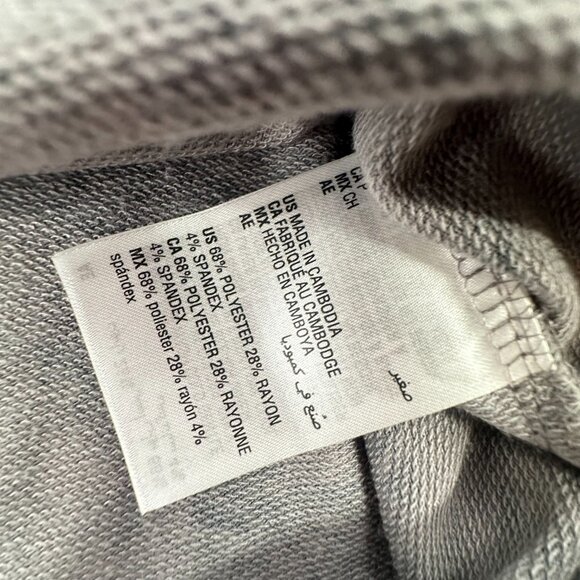 CA P
MX CH
AE
صغير
US MADE IN CAMBODIA
CA FABRIQUÉ AU CAMBODGE
MX HECHO EN CAMBOYA
AE
صنع في كمبوديا
US 68% POLYESTER 28% RAYON
4% SPANDEX
CA 68% POLYESTER 28% RAYONNE
4% SPANDEX
MX 68% poliester 28% rayón 4%
spándex